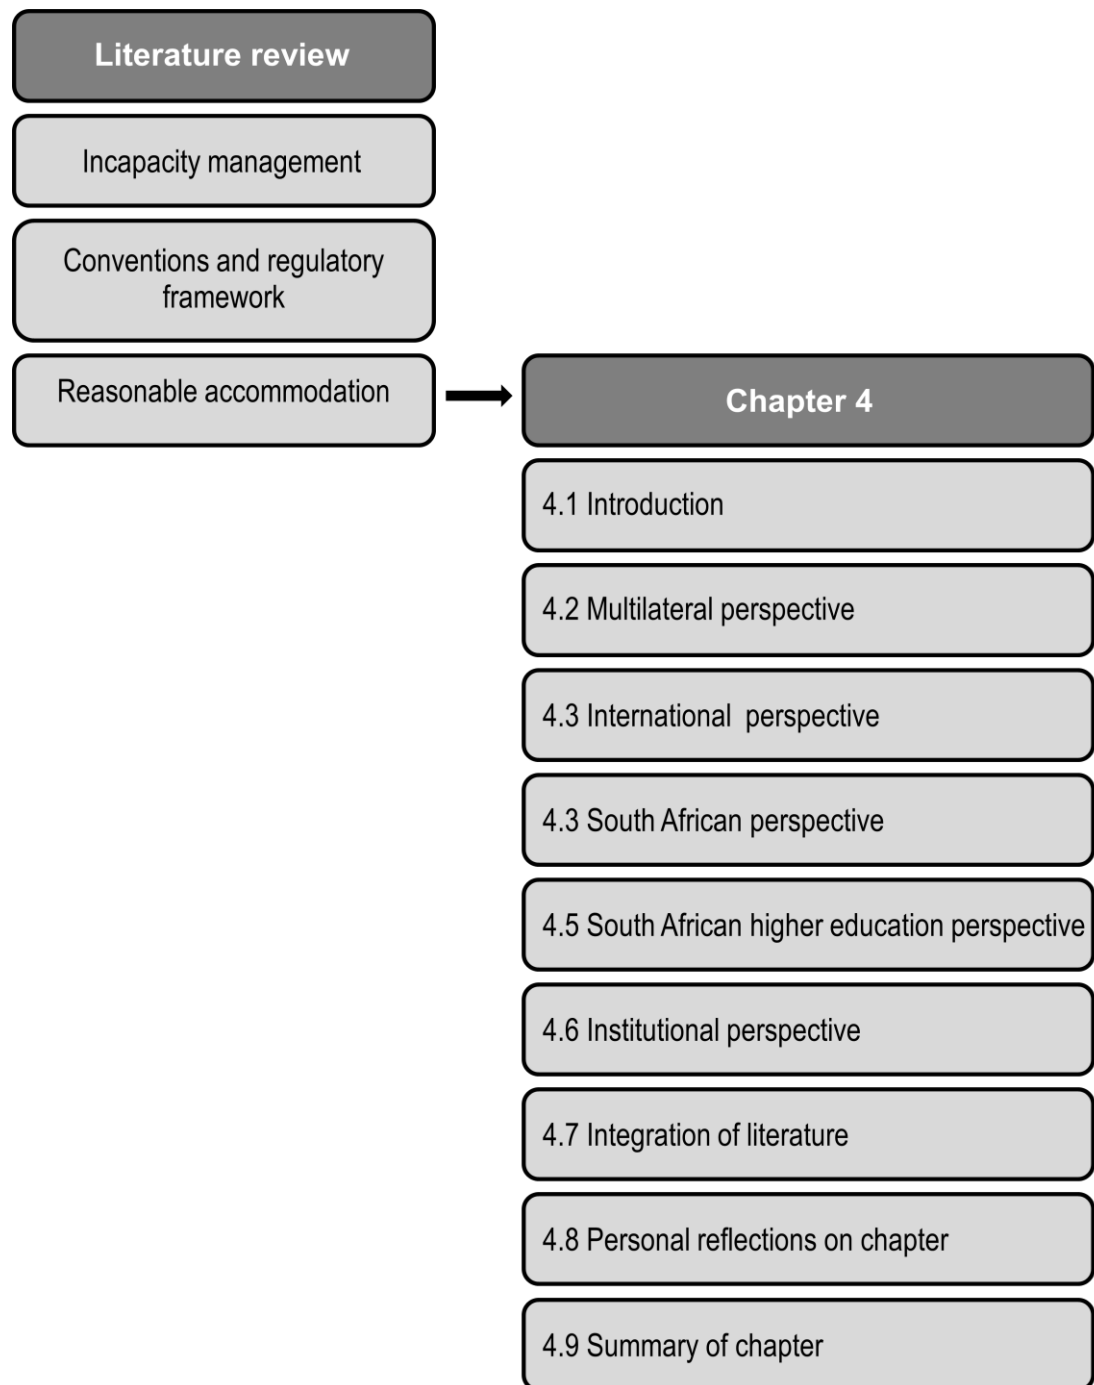 Literature review
Incapacity management
Conventions and regulatory
framework
Reasonable accommodation
Chapter 4
4.1 Introduction
4.2 Multilateral perspective
4.3 International  perspective
4.3 South African perspective
4.5 South African higher education perspective
4.6 Institutional perspective
4.7 Integration of literature
4.8 Personal reflections on chapter
4.9 Summary of chapter